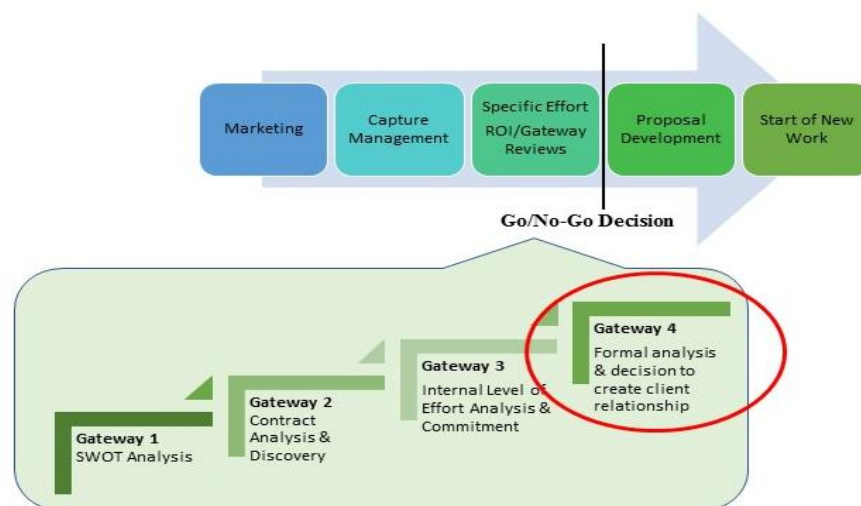 Marketing
Capture
Management
Specific Effort
ROI/Gateway
Reviews
Proposal
Development
Start of New
Work
Go/No-Go Decision
Gateway 1
SWOT Analysis
Gateway 2
Contract
Analysis &
Discovery
Gateway 3
Internal Level of
Effort Analysis &
Commitment
Gateway 4
Formal analysis
& decision to
create client
relationship